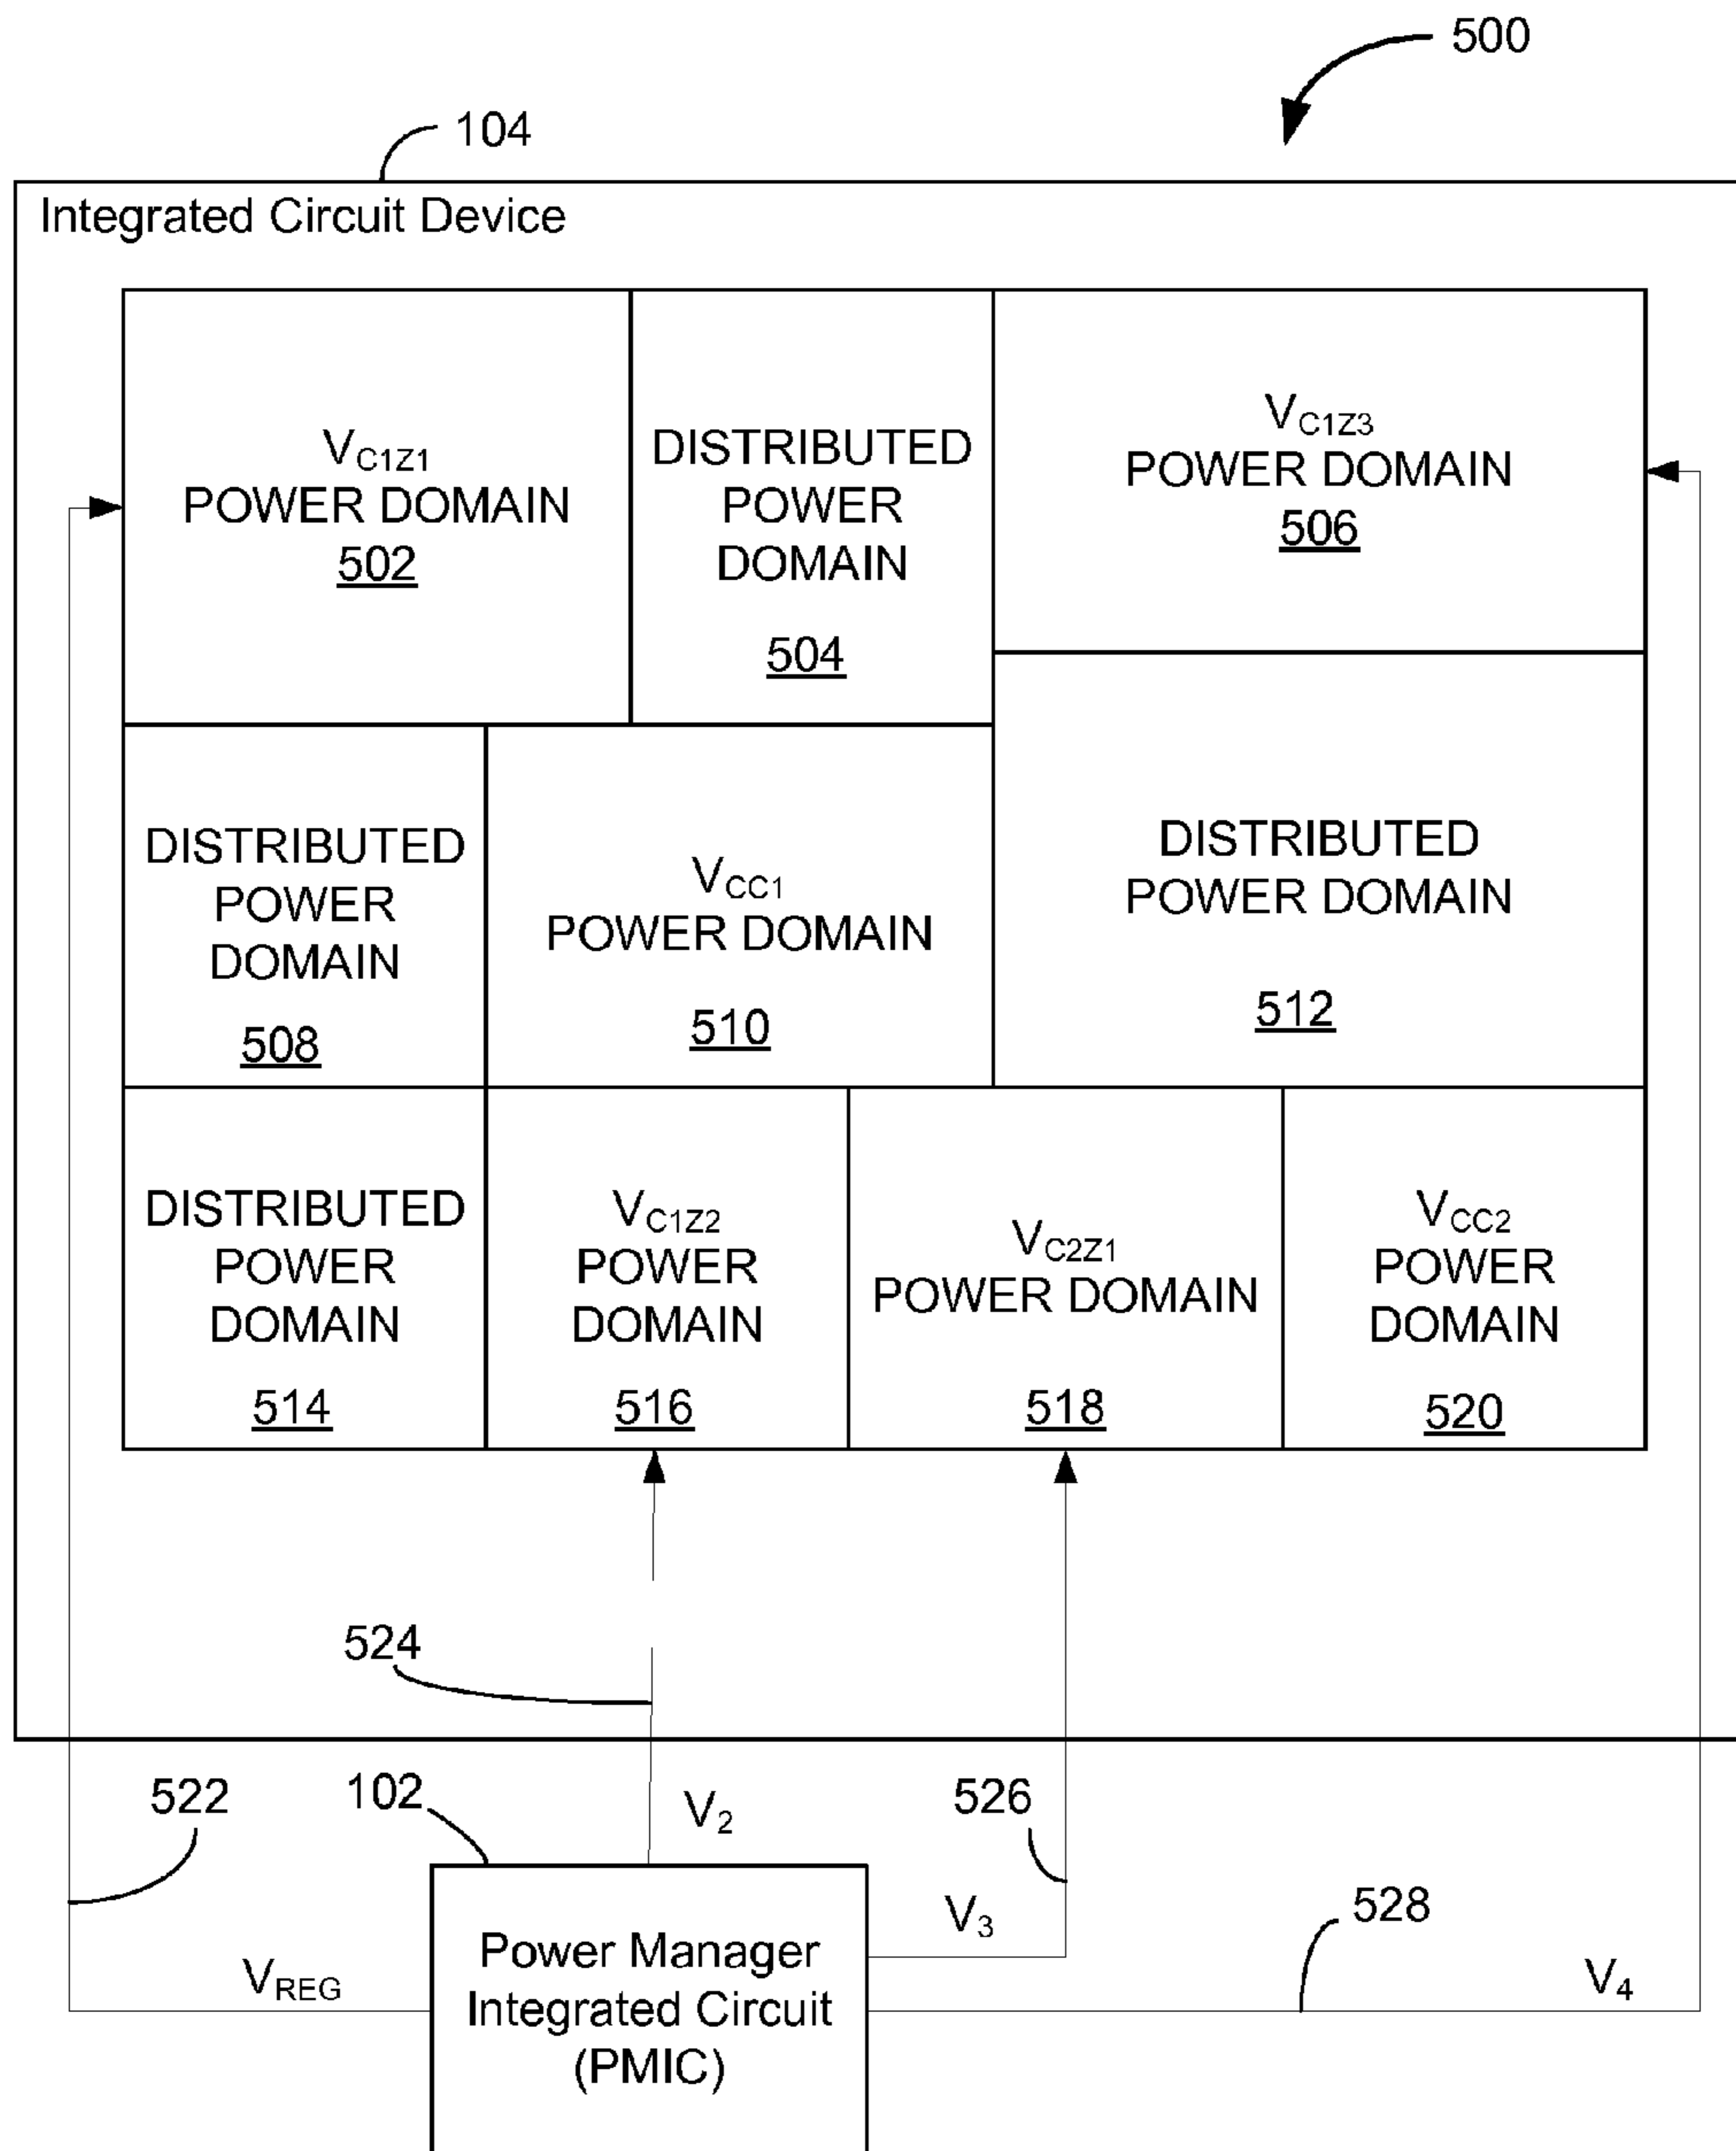 500
104
Integrated Circuit Device
VC1Z1
POWER DOMAIN
502
DISTRIBUTED
POWER
DOMAIN
504
VC1Z3
POWER DOMAIN
506
DISTRIBUTED
POWER
DOMAIN
508
VCC1
POWER DOMAIN
510
DISTRIBUTED
POWER DOMAIN
512
DISTRIBUTED
POWER
DOMAIN
514
VC1Z2
POWER
DOMAIN
516
VC2Z1
POWER DOMAIN
518
VCC2
POWER
DOMAIN
520
524
522
102
V2
526
528
V3
VREG
V4
Power Manager
Integrated Circuit
(PMIC)